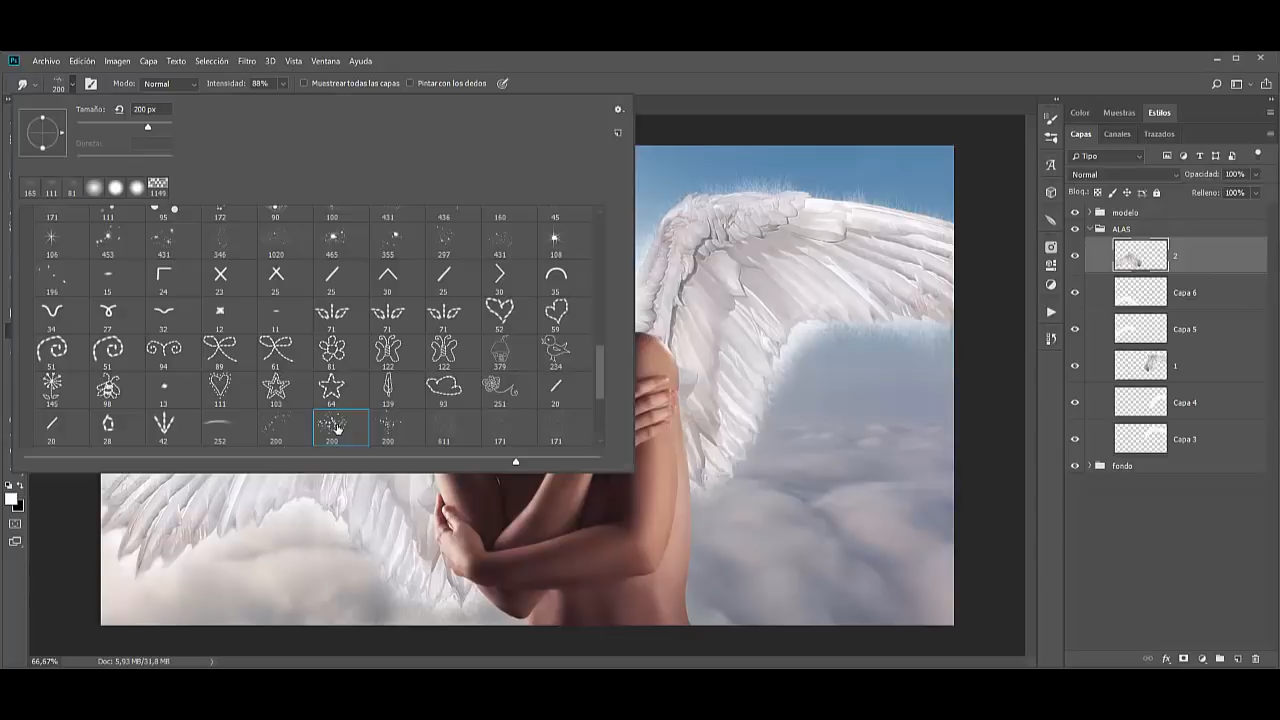 Ps Archivo Edición Imagen Capa Texto Selección Filtro 3D Vista Ventana Ayuda
200 Modo: Normal Intensidad: 88% Muestrear todas las capas Pintar con los dedos
Tamaño: 200 px
Dureza:
165 111 81 1149
171 111 95 172 90 100 431 436 160 45
106 453 431 346 1020 465 355 297 431 108
196 15 24 23 25 25 30 25 30 35
34 27 32 12 11 71 71 71 52 59
51 51 94 89 61 81 122 122 379 234
145 98 13 111 103 64 139 93 251 20
20 28 42 252 200 200 200 611 171 171
Color Muestras Estilos
Capas Canales Trazados
Tipo
Normal Opacidad: 100%
Bloq.: Relleno: 100%
modelo
ALAS
2
Capa 6
Capa 5
1
Capa 4
Capa 3
fondo
fx
66,67% Doc: 5,93 MB/31,8 MB